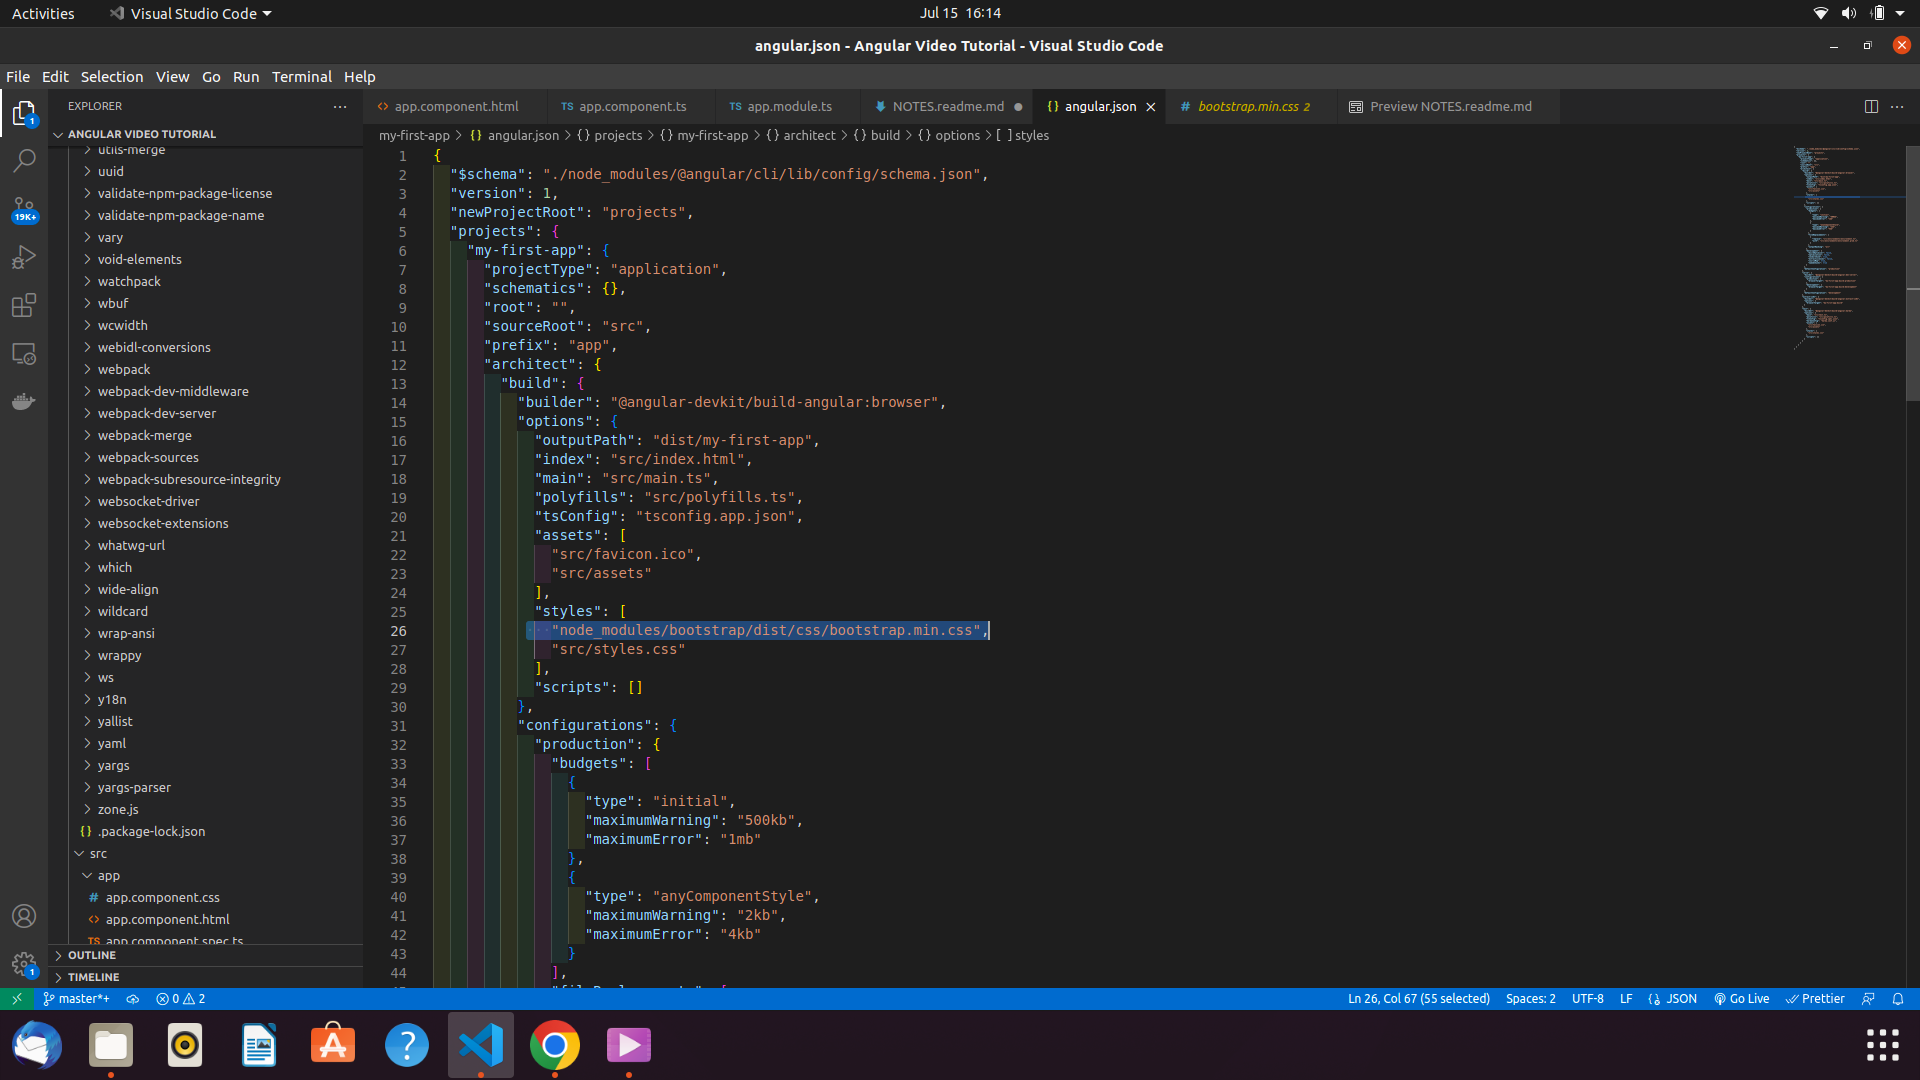 Activities
Visual Studio Code
Jul 15 16:14
angular.json - Angular Video Tutorial - Visual Studio Code
File Edit Selection View Go Run Terminal Help
EXPLORER
app.component.html
TS app.component.ts
TS app.module.ts
NOTES.readme.md
{} angular.json
# bootstrap.min.css 2
Preview NOTES.readme.md
my-first-app > {} angular.json > {} projects > {} my-first-app > {} architect > {} build > {} options > [ ] styles
1
19K+
1
ANGULAR VIDEO TUTORIAL
utils-merge
uuid
validate-npm-package-license
validate-npm-package-name
vary
void-elements
watchpack
wbuf
wcwidth
webidl-conversions
webpack
webpack-dev-middleware
webpack-dev-server
webpack-merge
webpack-sources
webpack-subresource-integrity
websocket-driver
websocket-extensions
whatwg-url
which
wide-align
wildcard
wrap-ansi
wrappy
ws
y18n
yallist
yaml
yargs
yargs-parser
zone.js
{} .package-lock.json
src
app
# app.component.css
<> app.component.html
TS app.component.spec.ts
OUTLINE
TIMELINE
1 {
2 "$schema": "./node_modules/@angular/cli/lib/config/schema.json",
3 "version": 1,
4 "newProjectRoot": "projects",
5 "projects": {
6 "my-first-app": {
7 "projectType": "application",
8 "schematics": {},
9 "root": "",
10 "sourceRoot": "src",
11 "prefix": "app",
12 "architect": {
13 "build": {
14 "builder": "@angular-devkit/build-angular:browser",
15 "options": {
16 "outputPath": "dist/my-first-app",
17 "index": "src/index.html",
18 "main": "src/main.ts",
19 "polyfills": "src/polyfills.ts",
20 "tsConfig": "tsconfig.app.json",
21 "assets": [
22 "src/favicon.ico",
23 "src/assets"
24 ],
25 "styles": [
26 "node_modules/bootstrap/dist/css/bootstrap.min.css",
27 "src/styles.css"
28 ],
29 "scripts": []
30 },
31 "configurations": {
32 "production": {
33 "budgets": [
34 {
35 "type": "initial",
36 "maximumWarning": "500kb",
37 "maximumError": "1mb"
38 },
39 {
40 "type": "anyComponentStyle",
41 "maximumWarning": "2kb",
42 "maximumError": "4kb"
43 }
44 ],
master*+
0
2
Ln 26, Col 67 (55 selected)
Spaces: 2
UTF-8
LF
{} JSON
Go Live
Prettier